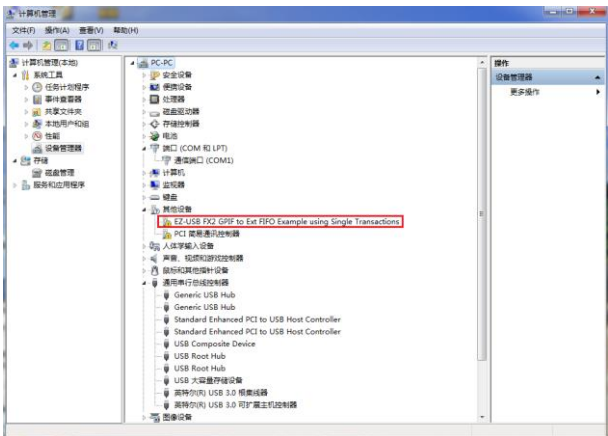 计算机管理
文件(F) 操作(A) 查看(V) 帮助(H)
计算机管理(本地)
系统工具
任务计划程序
事件查看器
共享文件夹
本地用户和组
性能
设备管理器
存储
磁盘管理
服务和应用程序
PC-PC
安全设备
便携设备
处理器
磁盘驱动器
存储控制器
电池
端口 (COM 和 LPT)
通信端口 (COM1)
计算机
监视器
键盘
其他设备
EZ-USB FX2 GPIF to Ext FIFO Example using Single Transactions
PCI 简易通讯控制器
人体学输入设备
声音、视频和游戏控制器
鼠标和其他指针设备
通用串行总线控制器
Generic USB Hub
Generic USB Hub
Standard Enhanced PCI to USB Host Controller
Standard Enhanced PCI to USB Host Controller
USB Composite Device
USB Root Hub
USB Root Hub
USB 大容量存储设备
英特尔(R) USB 3.0 根集线器
英特尔(R) USB 3.0 可扩展主机控制器
图像设备
操作
设备管理器
更多操作